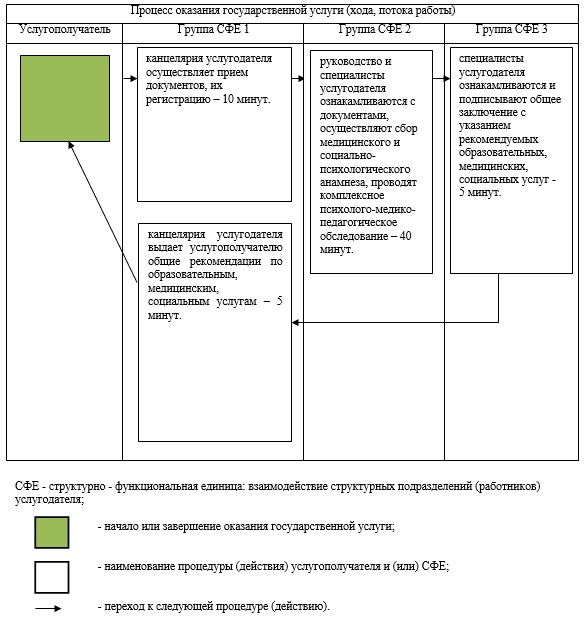 Процесс оказания государственной услуги (хода, потока работы)
Услугополучатель
Группа СФЕ 1
Группа СФЕ 2
Группа СФЕ 3
канцелярия услугодателя
осуществляет прием
документов, их
регистрацию – 10 минут.
руководство и
специалисты
услугодателя
ознакамливаются с
документами,
осуществляют сбор
медицинского и
социально-
психологического
анамнеза, проводят
комплексное
психолого-медико-
педагогическое
обследование – 40
минут.
специалисты
услугодателя
ознакамливаются и
подписывают общее
заключение с
указанием
рекомендуемых
образовательных,
медицинских,
социальных услуг -
5 минут.
канцелярия услугодателя
выдает услугополучателю
общие рекомендации по
образовательным,
медицинским,
социальным услугам – 5
минут.
СФЕ - структурно - функциональная единица: взаимодействие структурных подразделений (работников)
услугодателя;
- начало или завершение оказания государственной услуги;
- наименование процедуры (действия) услугополучателя и (или) СФЕ;
- переход к следующей процедуре (действию).